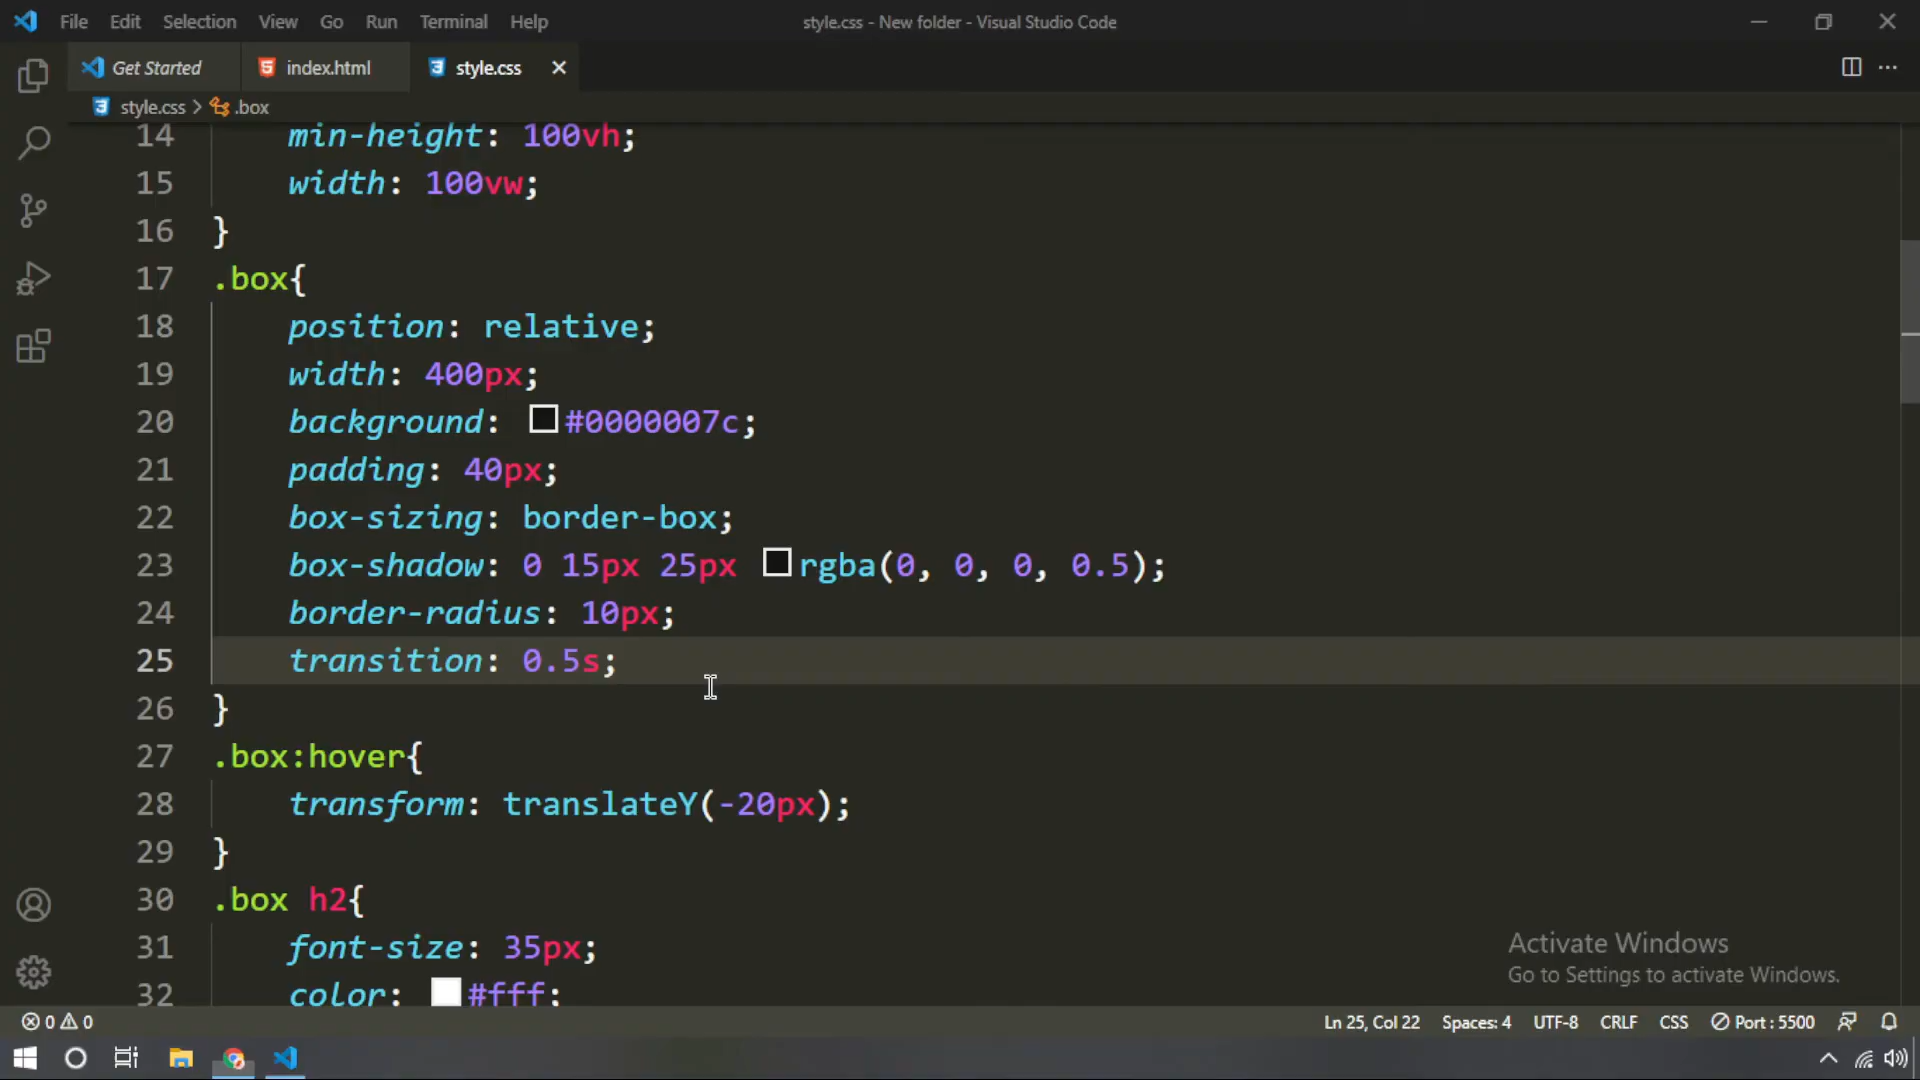 File Edit Selection View Go Run Terminal Help
style.css - New folder - Visual Studio Code
Get Started index.html style.css
style.css > .box
14 min-height: 100vh;
15 width: 100vw;
16 }
17 .box{
18 position: relative;
19 width: 400px;
20 background: #0000007c;
21 padding: 40px;
22 box-sizing: border-box;
23 box-shadow: 0 15px 25px rgba(0, 0, 0, 0.5);
24 border-radius: 10px;
25 transition: 0.5s;
26 }
27 .box:hover{
28 transform: translateY(-20px);
29 }
30 .box h2{
31 font-size: 35px;
32 color: #fff;
Activate Windows
Go to Settings to activate Windows.
0 0 Ln 25, Col 22 Spaces: 4 UTF-8 CRLF CSS Port : 5500